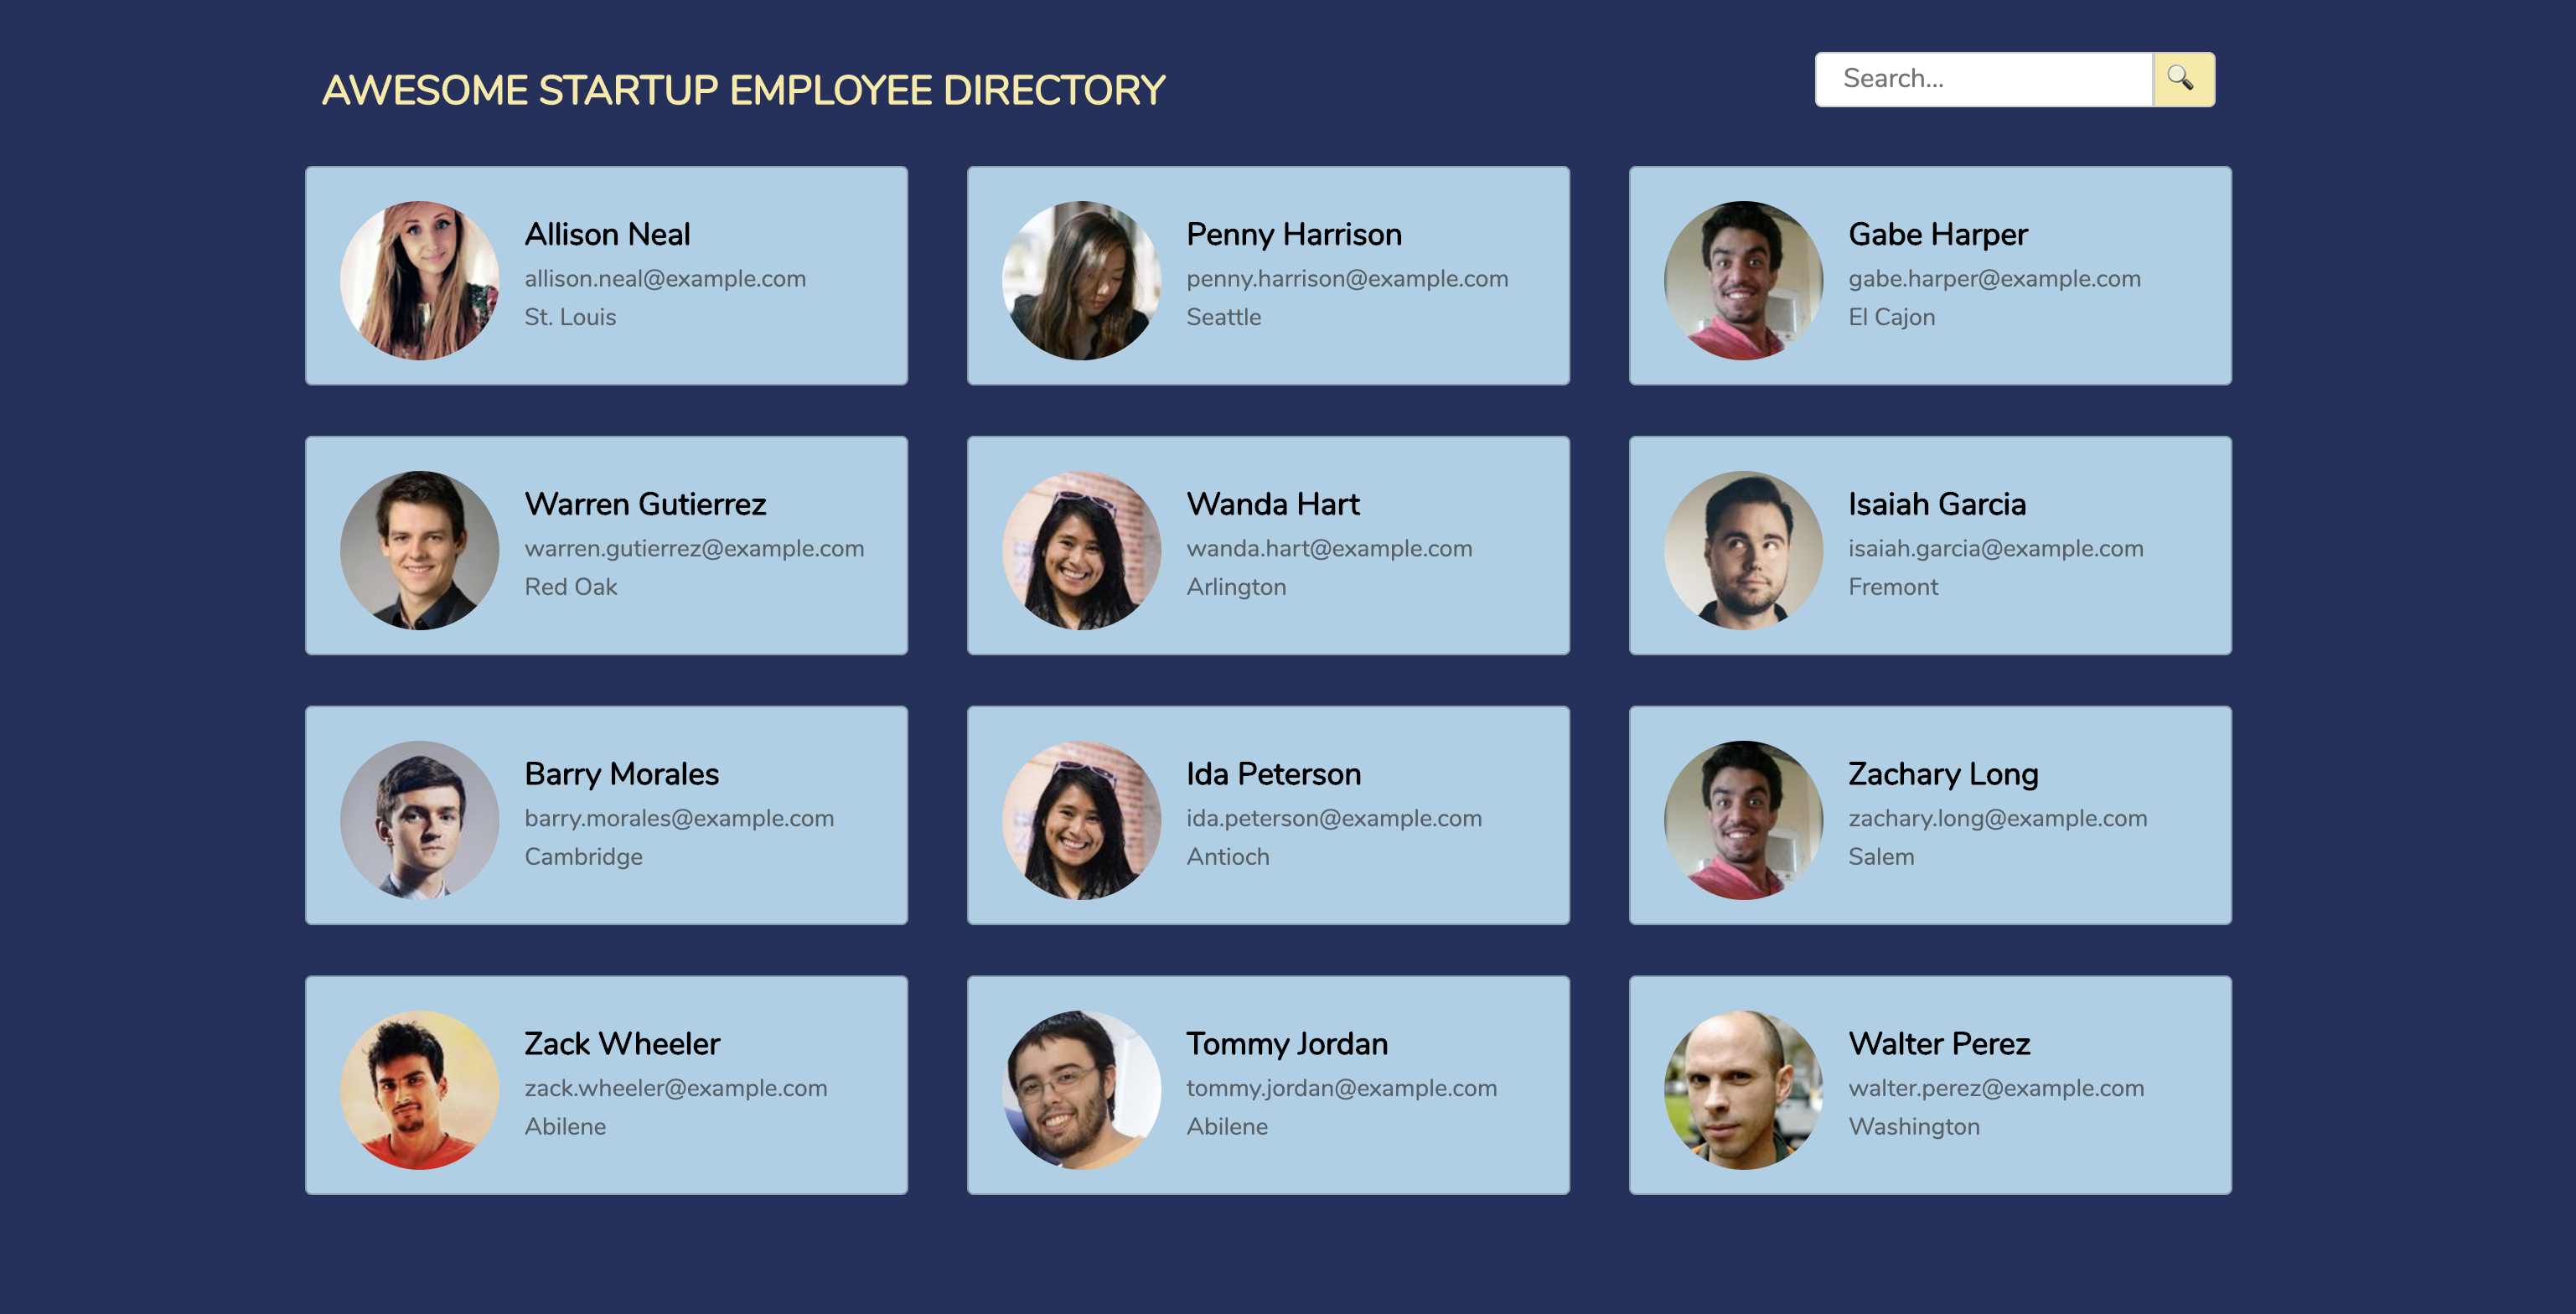 AWESOME STARTUP EMPLOYEE DIRECTORY
Search...
Allison Neal
allison.neal@example.com
St. Louis
Penny Harrison
penny.harrison@example.com
Seattle
Gabe Harper
gabe.harper@example.com
El Cajon
Warren Gutierrez
warren.gutierrez@example.com
Red Oak
Wanda Hart
wanda.hart@example.com
Arlington
Isaiah Garcia
isaiah.garcia@example.com
Fremont
Barry Morales
barry.morales@example.com
Cambridge
Ida Peterson
ida.peterson@example.com
Antioch
Zachary Long
zachary.long@example.com
Salem
Zack Wheeler
zack.wheeler@example.com
Abilene
Tommy Jordan
tommy.jordan@example.com
Abilene
Walter Perez
walter.perez@example.com
Washington